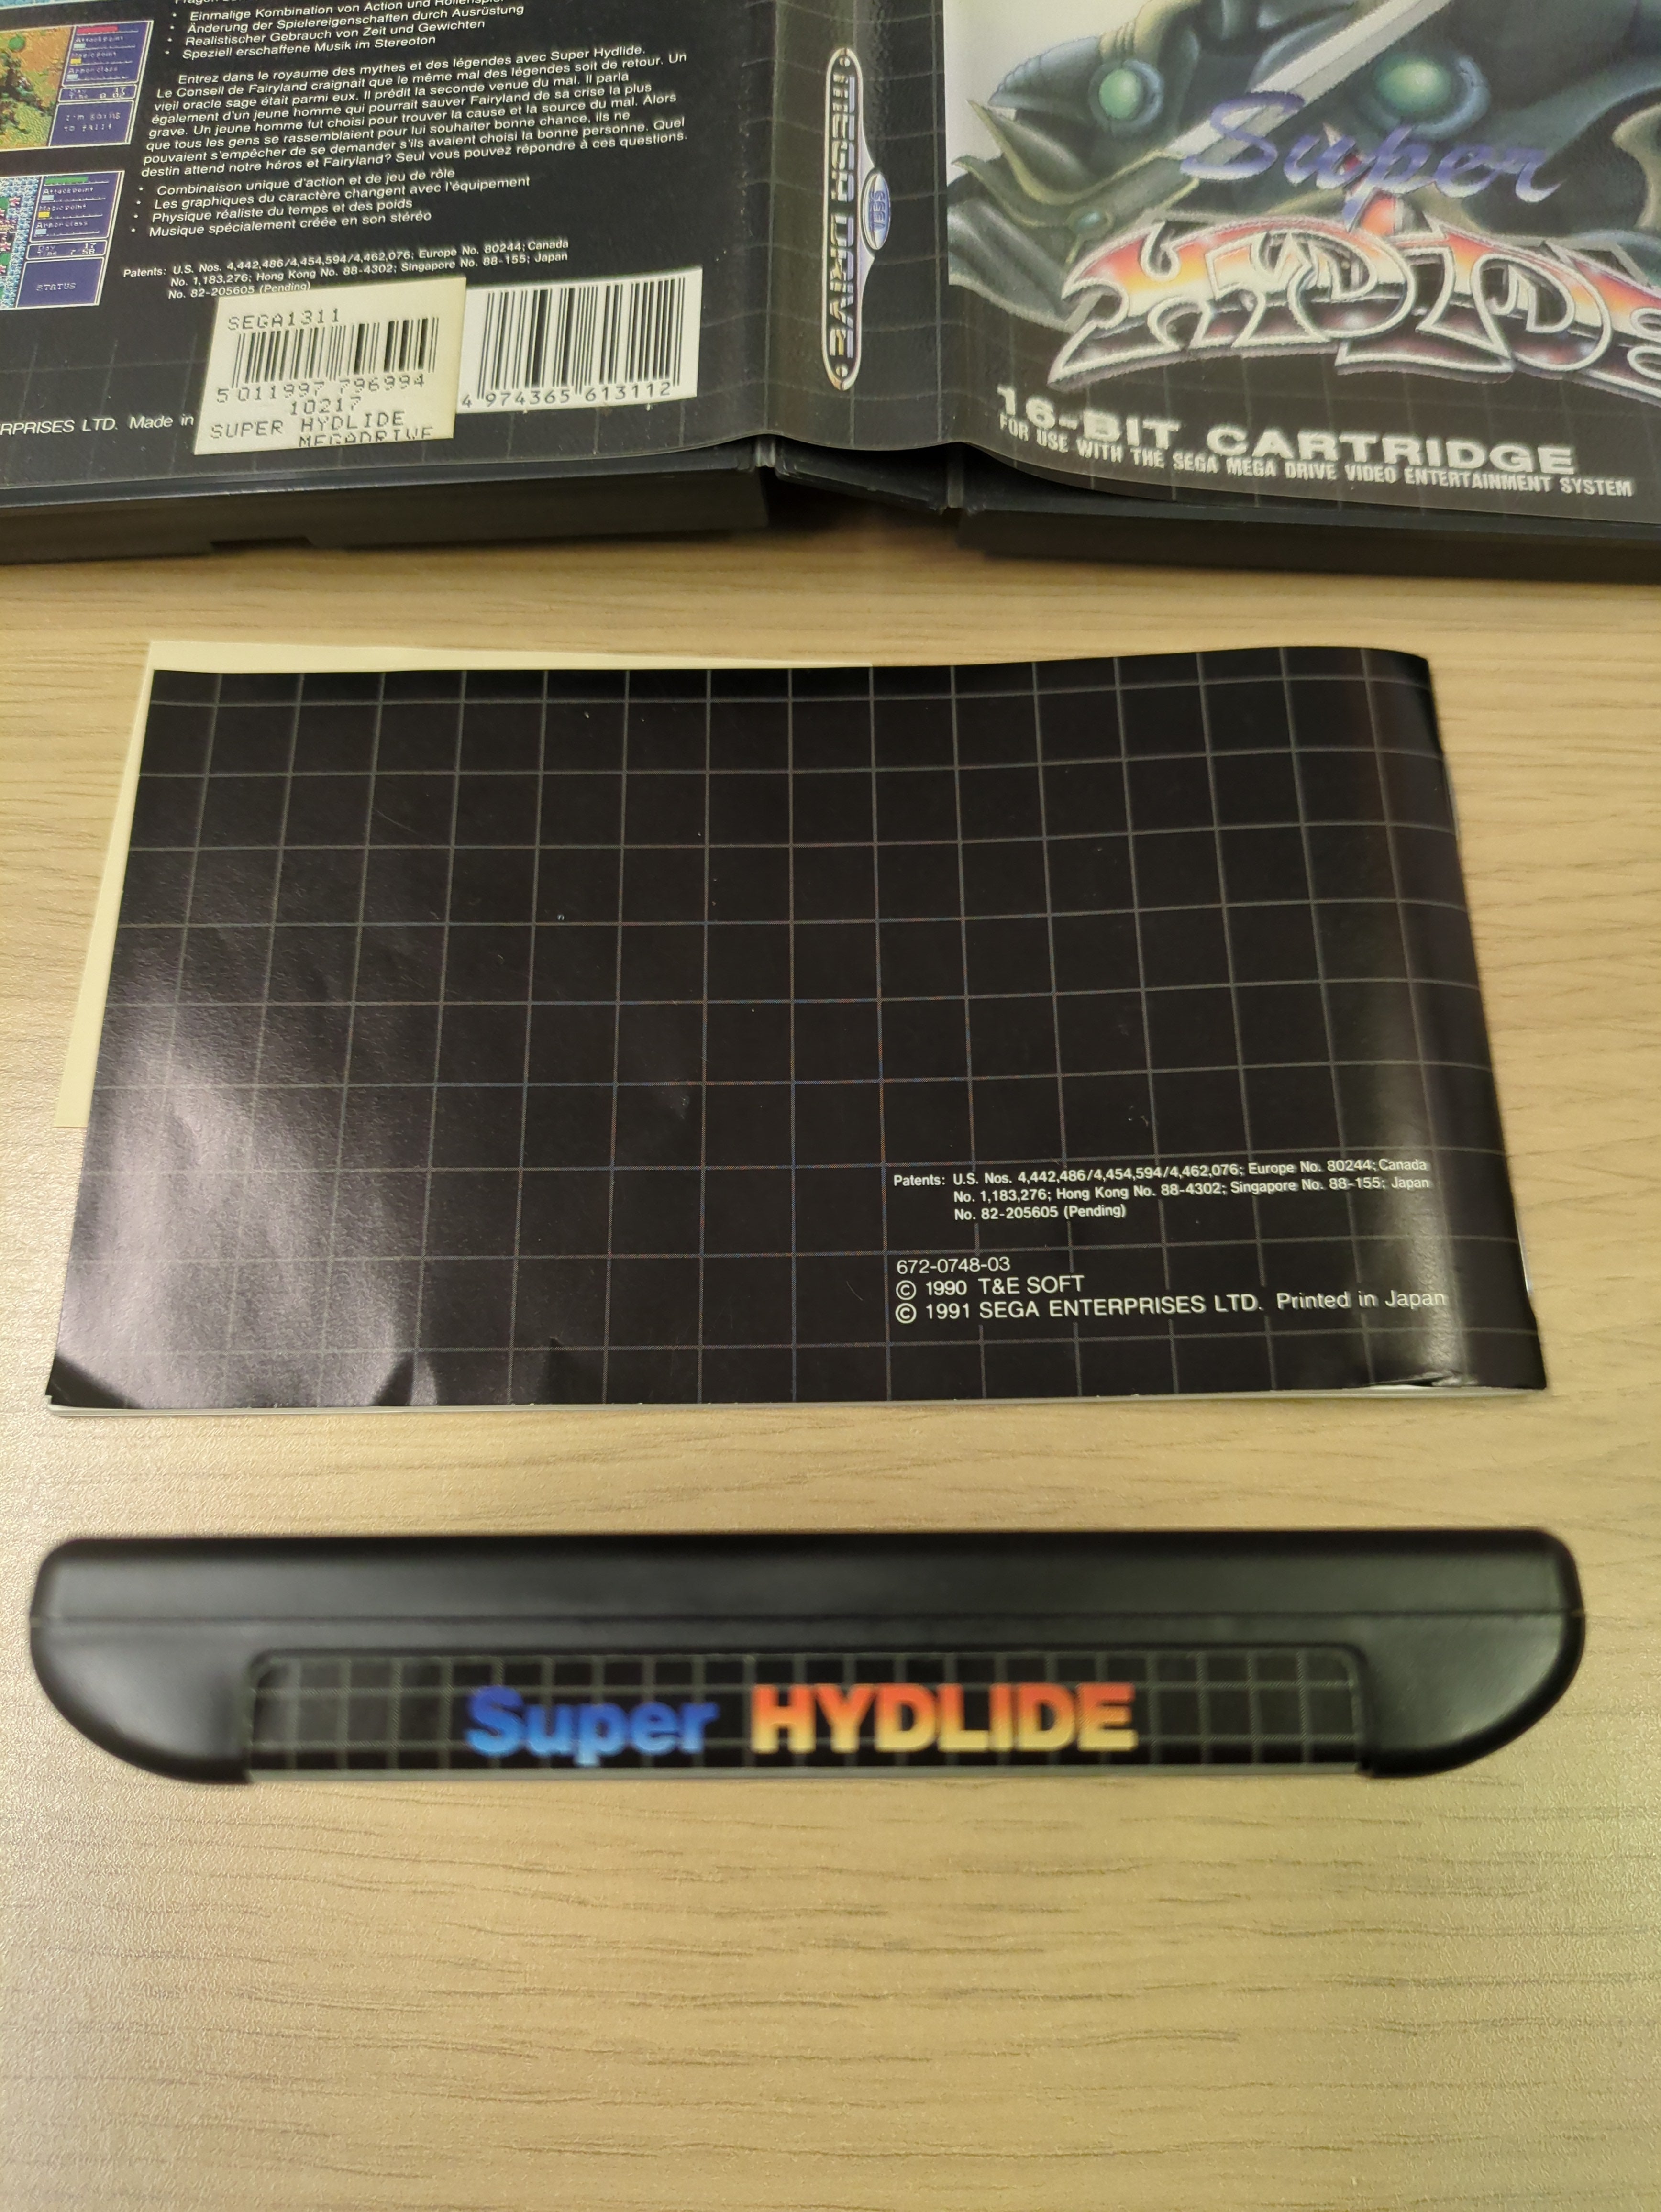 Einmalige Kombination von Action und
• Änderung der Spielereigenschaften durch Ausrüstung
• Realistischer Gebrauch von Zeit und Gewichten
• Speziell erschaffene Musik im Stereoton
Entrez dans le royaume des mythes et des légendes avec Super Hydlide.
Le Conseil de Fairyland craignait que le même mal des légendes soit de retour. Un
vieil oracle sage était parmi eux. Il prédit la seconde venue du mal. Il parla
également d'un jeune homme qui pourrait sauver Fairyland de sa crise la plus
grave. Un jeune homme fut choisi pour trouver la cause et la source du mal. Alors
que tous les gens se rassemblaient pour lui souhaiter bonne chance, ils ne
pouvaient s'empêcher de se demander s'ils avaient choisi la bonne personne. Quel
destin attend notre héros et Fairyland? Seul vous pouvez répondre à ces questions.
• Combinaison unique d'action et de jeu de rôle
• Les graphiques du caractère changent avec l'équipement
• Physique réaliste du temps et des poids
• Musique spécialement créée en son stéréo
Patents: U.S. Nos. 4,442,486/4,454,594/4,462,076; Europe No. 80244; Canada
No. 1,183,276; Hong Kong No. 88-4302; Singapore No. 88-155; Japan
No. 82-205605 (Pending)
STATUS
SEGA1311
5 011997 796994
10217
SUPER HYDLIDE
MEGADRIVE
4 974365 613112
LTD. Made in
MEGA DRIVE
SEGA
Super
16-BIT CARTRIDGE
FOR USE WITH THE SEGA MEGA DRIVE VIDEO ENTERTAINMENT SYSTEM
Patents: U.S. Nos. 4,442,486/4,454,594/4,462,076; Europe No. 80244; Canada
No. 1,183,276; Hong Kong No. 88-4302; Singapore No. 88-155; Japan
No. 82-205605 (Pending)
672-0748-03
© 1990 T&E SOFT
© 1991 SEGA ENTERPRISES LTD. Printed in Japan
Super HYDLIDE